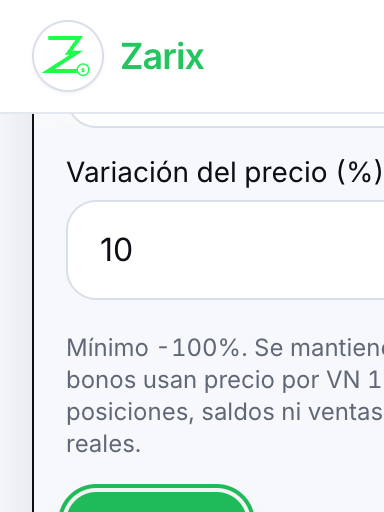 Zarix
Variación del precio (%)
10
Mínimo -100%. Se mantiene
bonos usan precio por VN 1
posiciones, saldos ni ventas
reales.